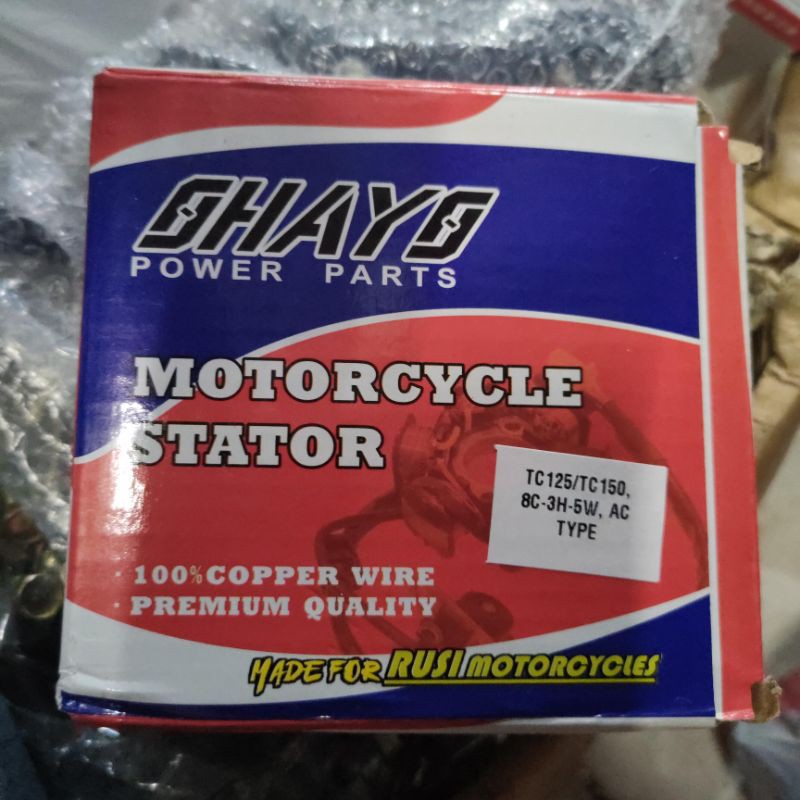 SHAYS
POWER PARTS
MOTORCYCLE
STATOR
TC125/TC150,
8C-3H-5W, AC
TYPE
· 100% COPPER WIRE
· PREMIUM QUALITY
MADE FOR RUSI MOTORCYCLES